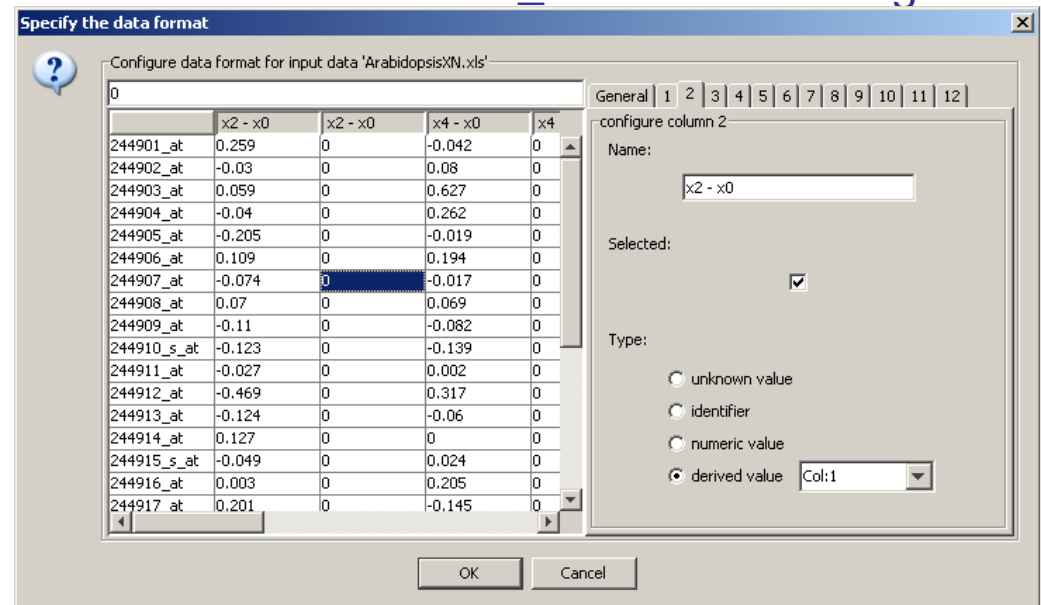 Specify the data format
Configure data format for input data 'ArabidopsisXN.xls'
0
General 1 2 3 4 5 6 7 8 9 10 11 12
x2 - x0 x2 - x0 x4 - x0 x4
244901_at 0.259 0 -0.042 0
244902_at -0.03 0 0.08 0
244903_at 0.059 0 0.627 0
244904_at -0.04 0 0.262 0
244905_at -0.205 0 -0.019 0
244906_at 0.109 0 0.194 0
244907_at -0.074 0 -0.017 0
244908_at 0.07 0 0.069 0
244909_at -0.11 0 -0.082 0
244910_s_at -0.123 0 -0.139 0
244911_at -0.027 0 0.002 0
244912_at -0.469 0 0.317 0
244913_at -0.124 0 -0.06 0
244914_at 0.127 0 0 0
244915_s_at -0.049 0 0.024 0
244916_at 0.003 0 0.205 0
244917_at 0.201 0 -0.145 0
configure column 2
Name:
x2 - x0
Selected:
Type:
unknown value
identifier
numeric value
derived value Col:1
OK Cancel